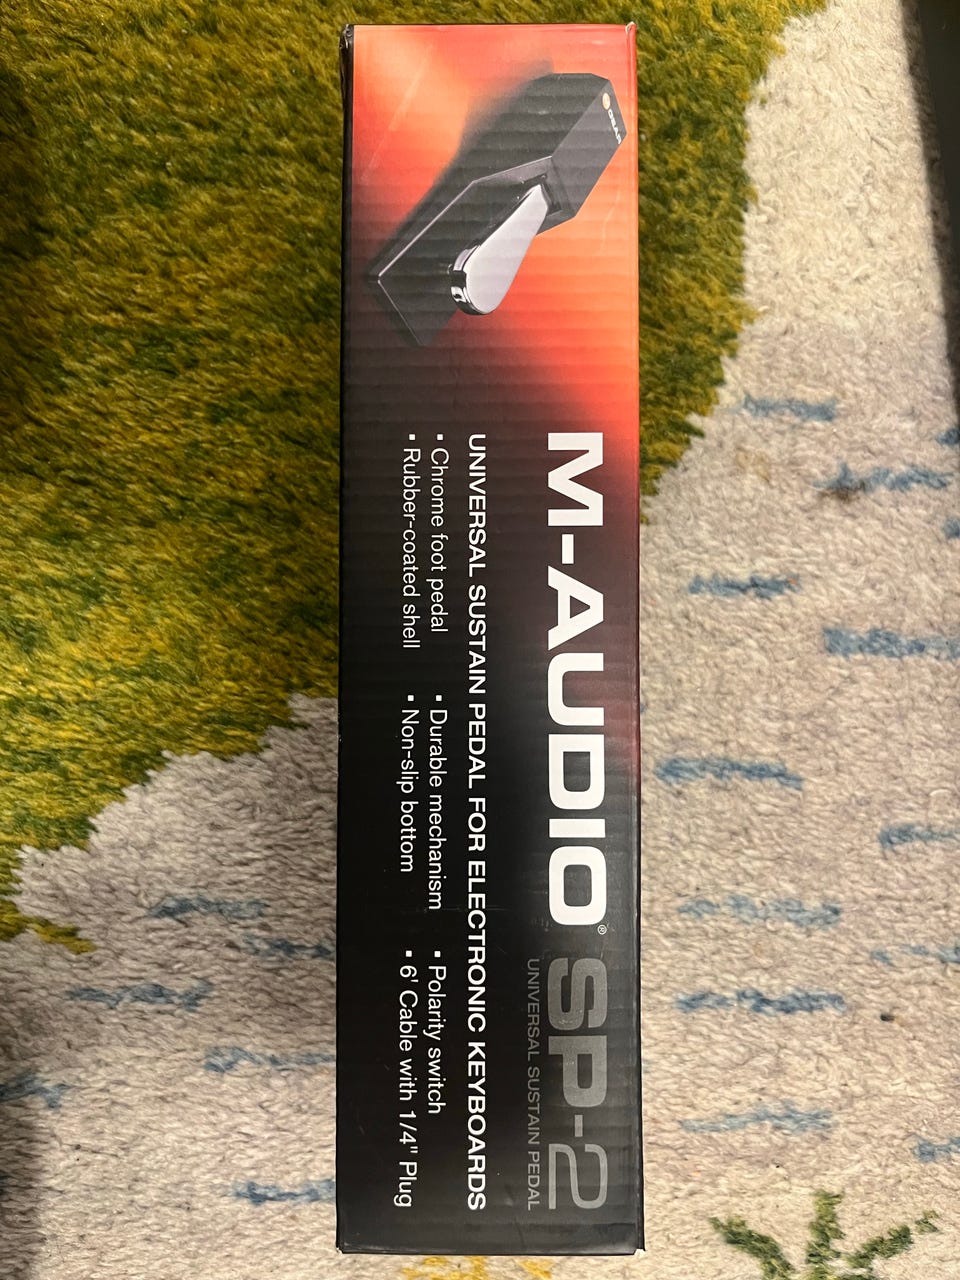 M-AUDIO® SP-2
UNIVERSAL SUSTAIN PEDAL
UNIVERSAL SUSTAIN PEDAL FOR ELECTRONIC KEYBOARDS
▪ Chrome foot pedal ▪ Durable mechanism ▪ Polarity switch
▪ Rubber-coated shell ▪ Non-slip bottom ▪ 6' Cable with 1/4" Plug